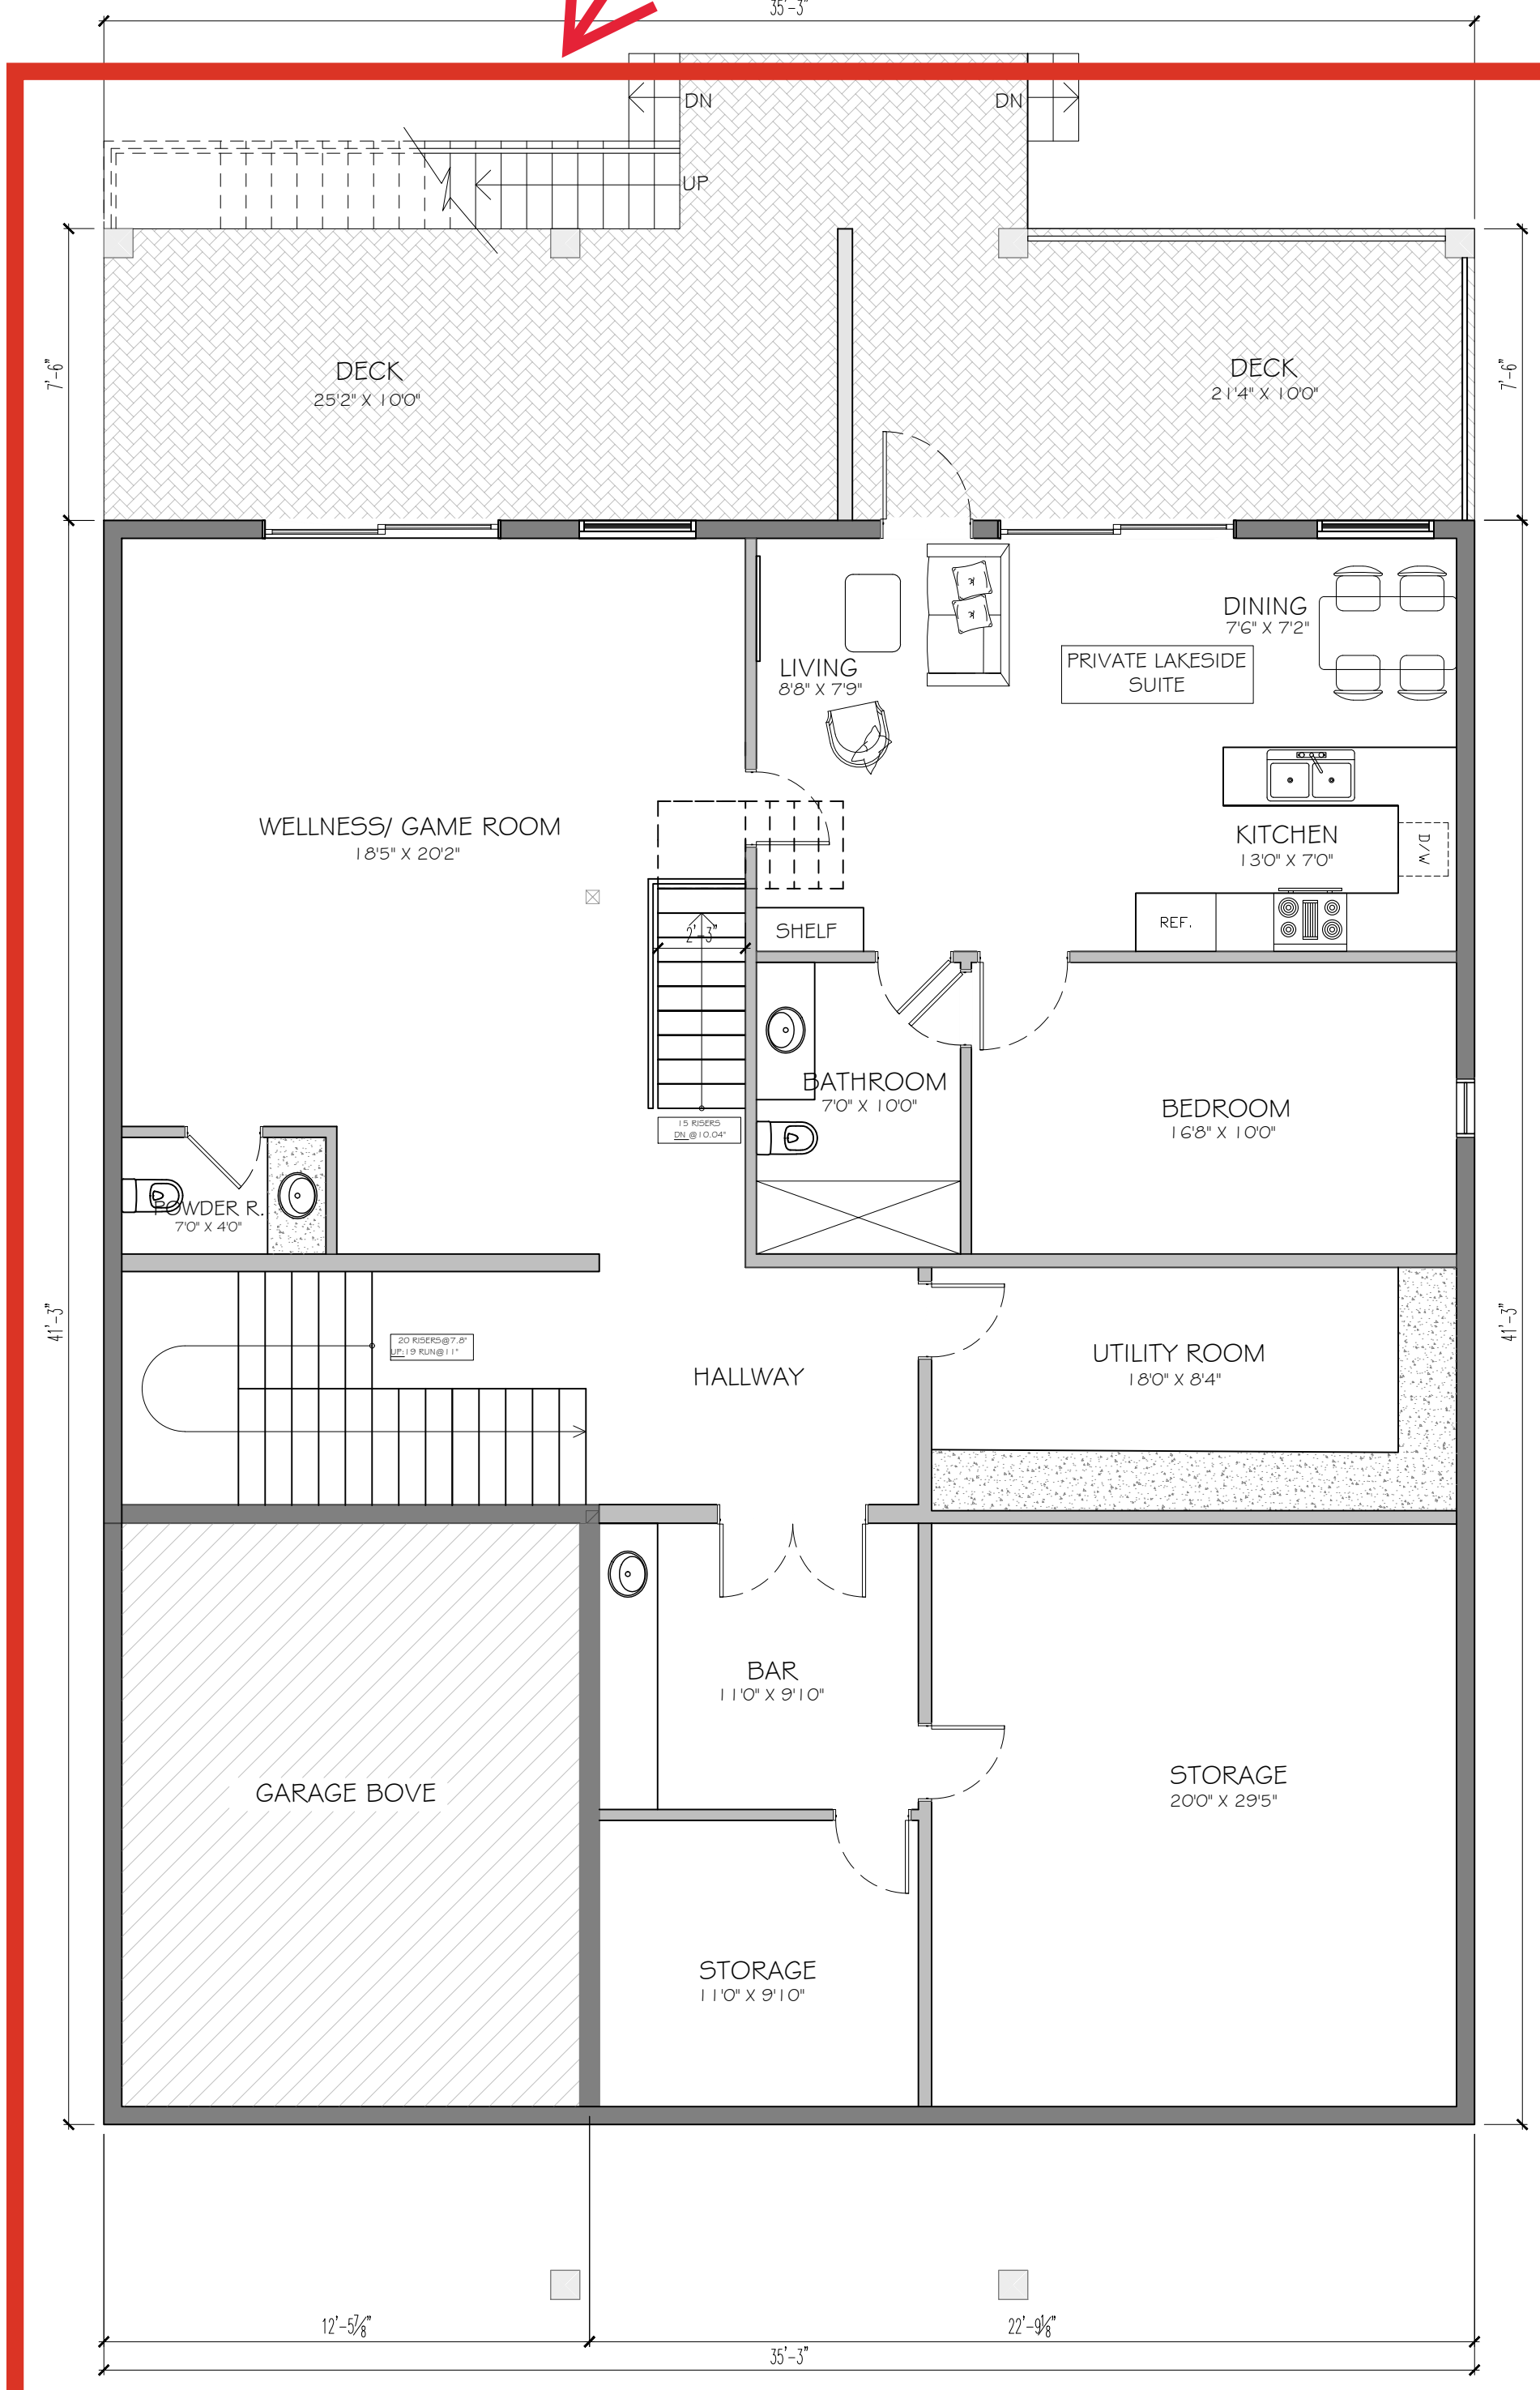 35'-3"
DN
DN
UP
7'-6"
DECK
25'2" X 10'0"
DECK
21'4" X 10'0"
7'-6"
DINING
7'6" X 7'2"
PRIVATE LAKESIDE
SUITE
LIVING
8'8" X 7'9"
WELLNESS/ GAME ROOM
18'5" X 20'2"
KITCHEN
13'0" X 7'0"
D/W
SHELF
REF.
2'-3"
BATHROOM
7'0" X 10'0"
BEDROOM
16'8" X 10'0"
15 RISERS
DN @10.04"
POWDER R.
7'0" X 4'0"
41'-3"
20 RISERS@7.8"
UP:19 RUN@11"
HALLWAY
UTILITY ROOM
18'0" X 8'4"
41'-3"
BAR
11'0" X 9'10"
GARAGE BOVE
STORAGE
20'0" X 29'5"
STORAGE
11'0" X 9'10"
12'-5⅞"
22'-9⅛"
35'-3"